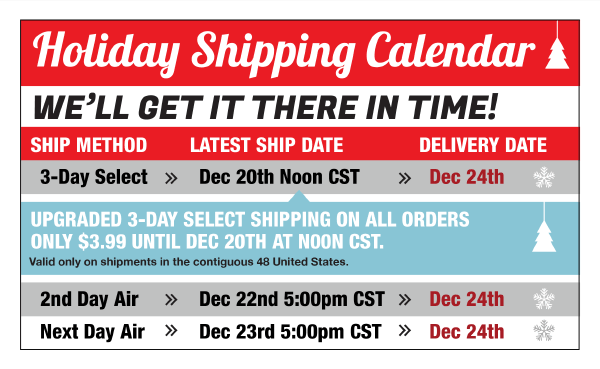 Holiday Shipping Calendar
WE'LL GET IT THERE IN TIME!
SHIP METHOD LATEST SHIP DATE DELIVERY DATE
3-Day Select » Dec 20th Noon CST » Dec 24th
UPGRADED 3-DAY SELECT SHIPPING ON ALL ORDERS
ONLY $3.99 UNTIL DEC 20TH AT NOON CST.
Valid only on shipments in the contiguous 48 United States.
2nd Day Air » Dec 22nd 5:00pm CST » Dec 24th
Next Day Air » Dec 23rd 5:00pm CST » Dec 24th